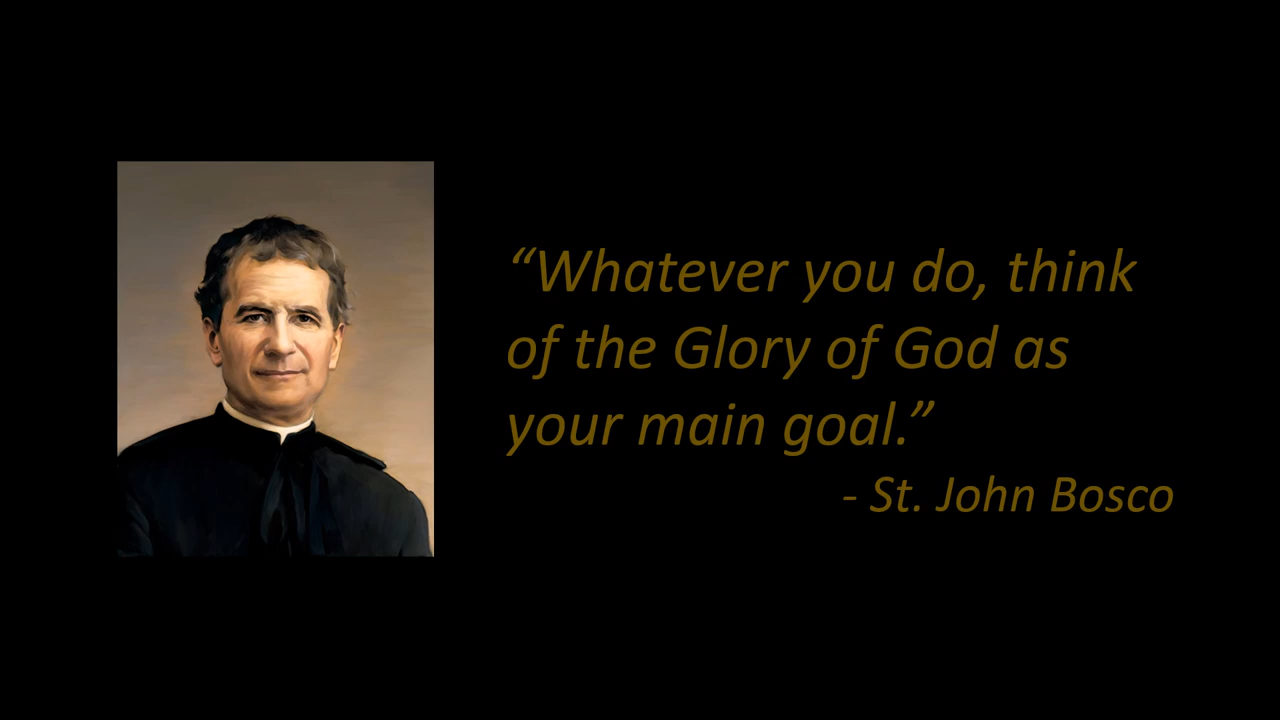 “Whatever you do, think
of the Glory of God as
your main goal.”
- St. John Bosco